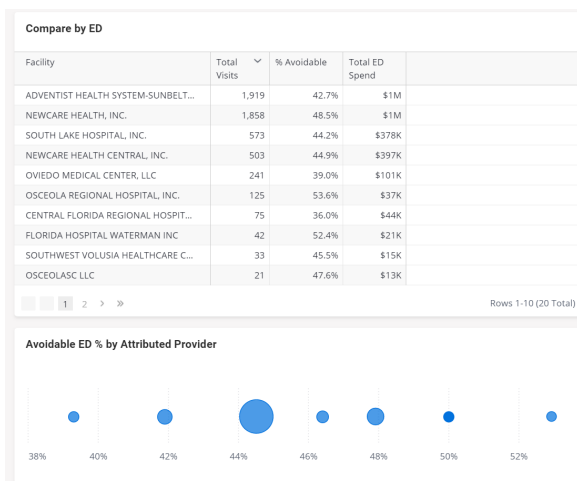 Compare by ED
Facility Total Visits % Avoidable Total ED Spend
ADVENTIST HEALTH SYSTEM-SUNBELT... 1,919 42.7% $1M
NEWCARE HEALTH, INC. 1,858 48.5% $1M
SOUTH LAKE HOSPITAL, INC. 573 44.2% $378K
NEWCARE HEALTH CENTRAL, INC. 503 44.9% $397K
OVIEDO MEDICAL CENTER, LLC 241 39.0% $101K
OSCEOLA REGIONAL HOSPITAL, INC. 125 53.6% $37K
CENTRAL FLORIDA REGIONAL HOSPIT... 75 36.0% $44K
FLORIDA HOSPITAL WATERMAN INC 42 52.4% $21K
SOUTHWEST VOLUSIA HEALTHCARE C... 33 45.5% $15K
OSCEOLASC LLC 21 47.6% $13K
1 2 > » Rows 1-10 (20 Total)
Avoidable ED % by Attributed Provider
38% 40% 42% 44% 46% 48% 50% 52%